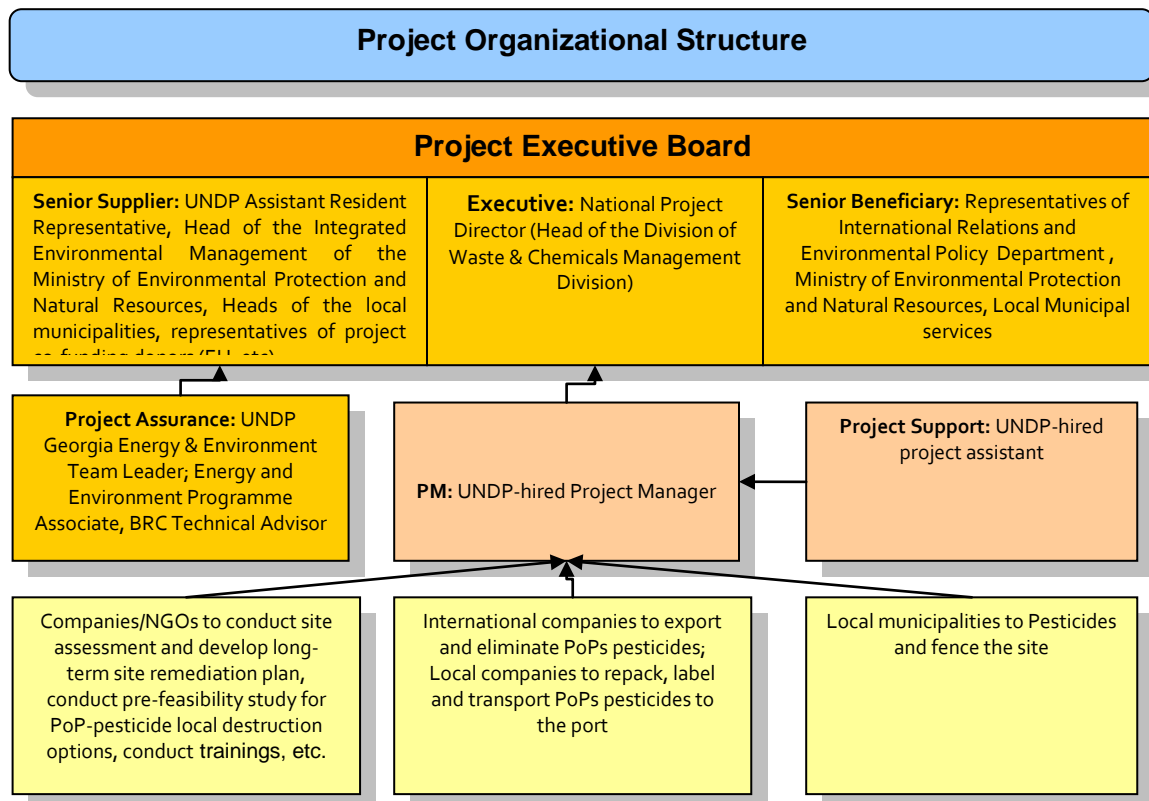 Project Organizational Structure
Project Executive Board
Senior Supplier: UNDP Assistant Resident
Representative, Head of the Integrated
Environmental Management of the
Ministry of Environmental Protection and
Natural Resources, Heads of the local
municipalities, representatives of project
co-funding donors (EU, etc)
Executive: National Project
Director (Head of the Division of
Waste & Chemicals Management
Division)
Senior Beneficiary: Representatives of
International Relations and
Environmental Policy Department ,
Ministry of Environmental Protection
and Natural Resources, Local Municipal
services
Project Assurance: UNDP
Georgia Energy & Environment
Team Leader; Energy and
Environment Programme
Associate, BRC Technical Advisor
PM: UNDP-hired Project Manager
Project Support: UNDP-hired
project assistant
Companies/NGOs to conduct site
assessment and develop long-
term site remediation plan,
conduct pre-feasibility study for
PoP-pesticide local destruction
options, conduct trainings, etc.
International companies to export
and eliminate PoPs pesticides;
Local companies to repack, label
and transport PoPs pesticides to
the port
Local municipalities to Pesticides
and fence the site